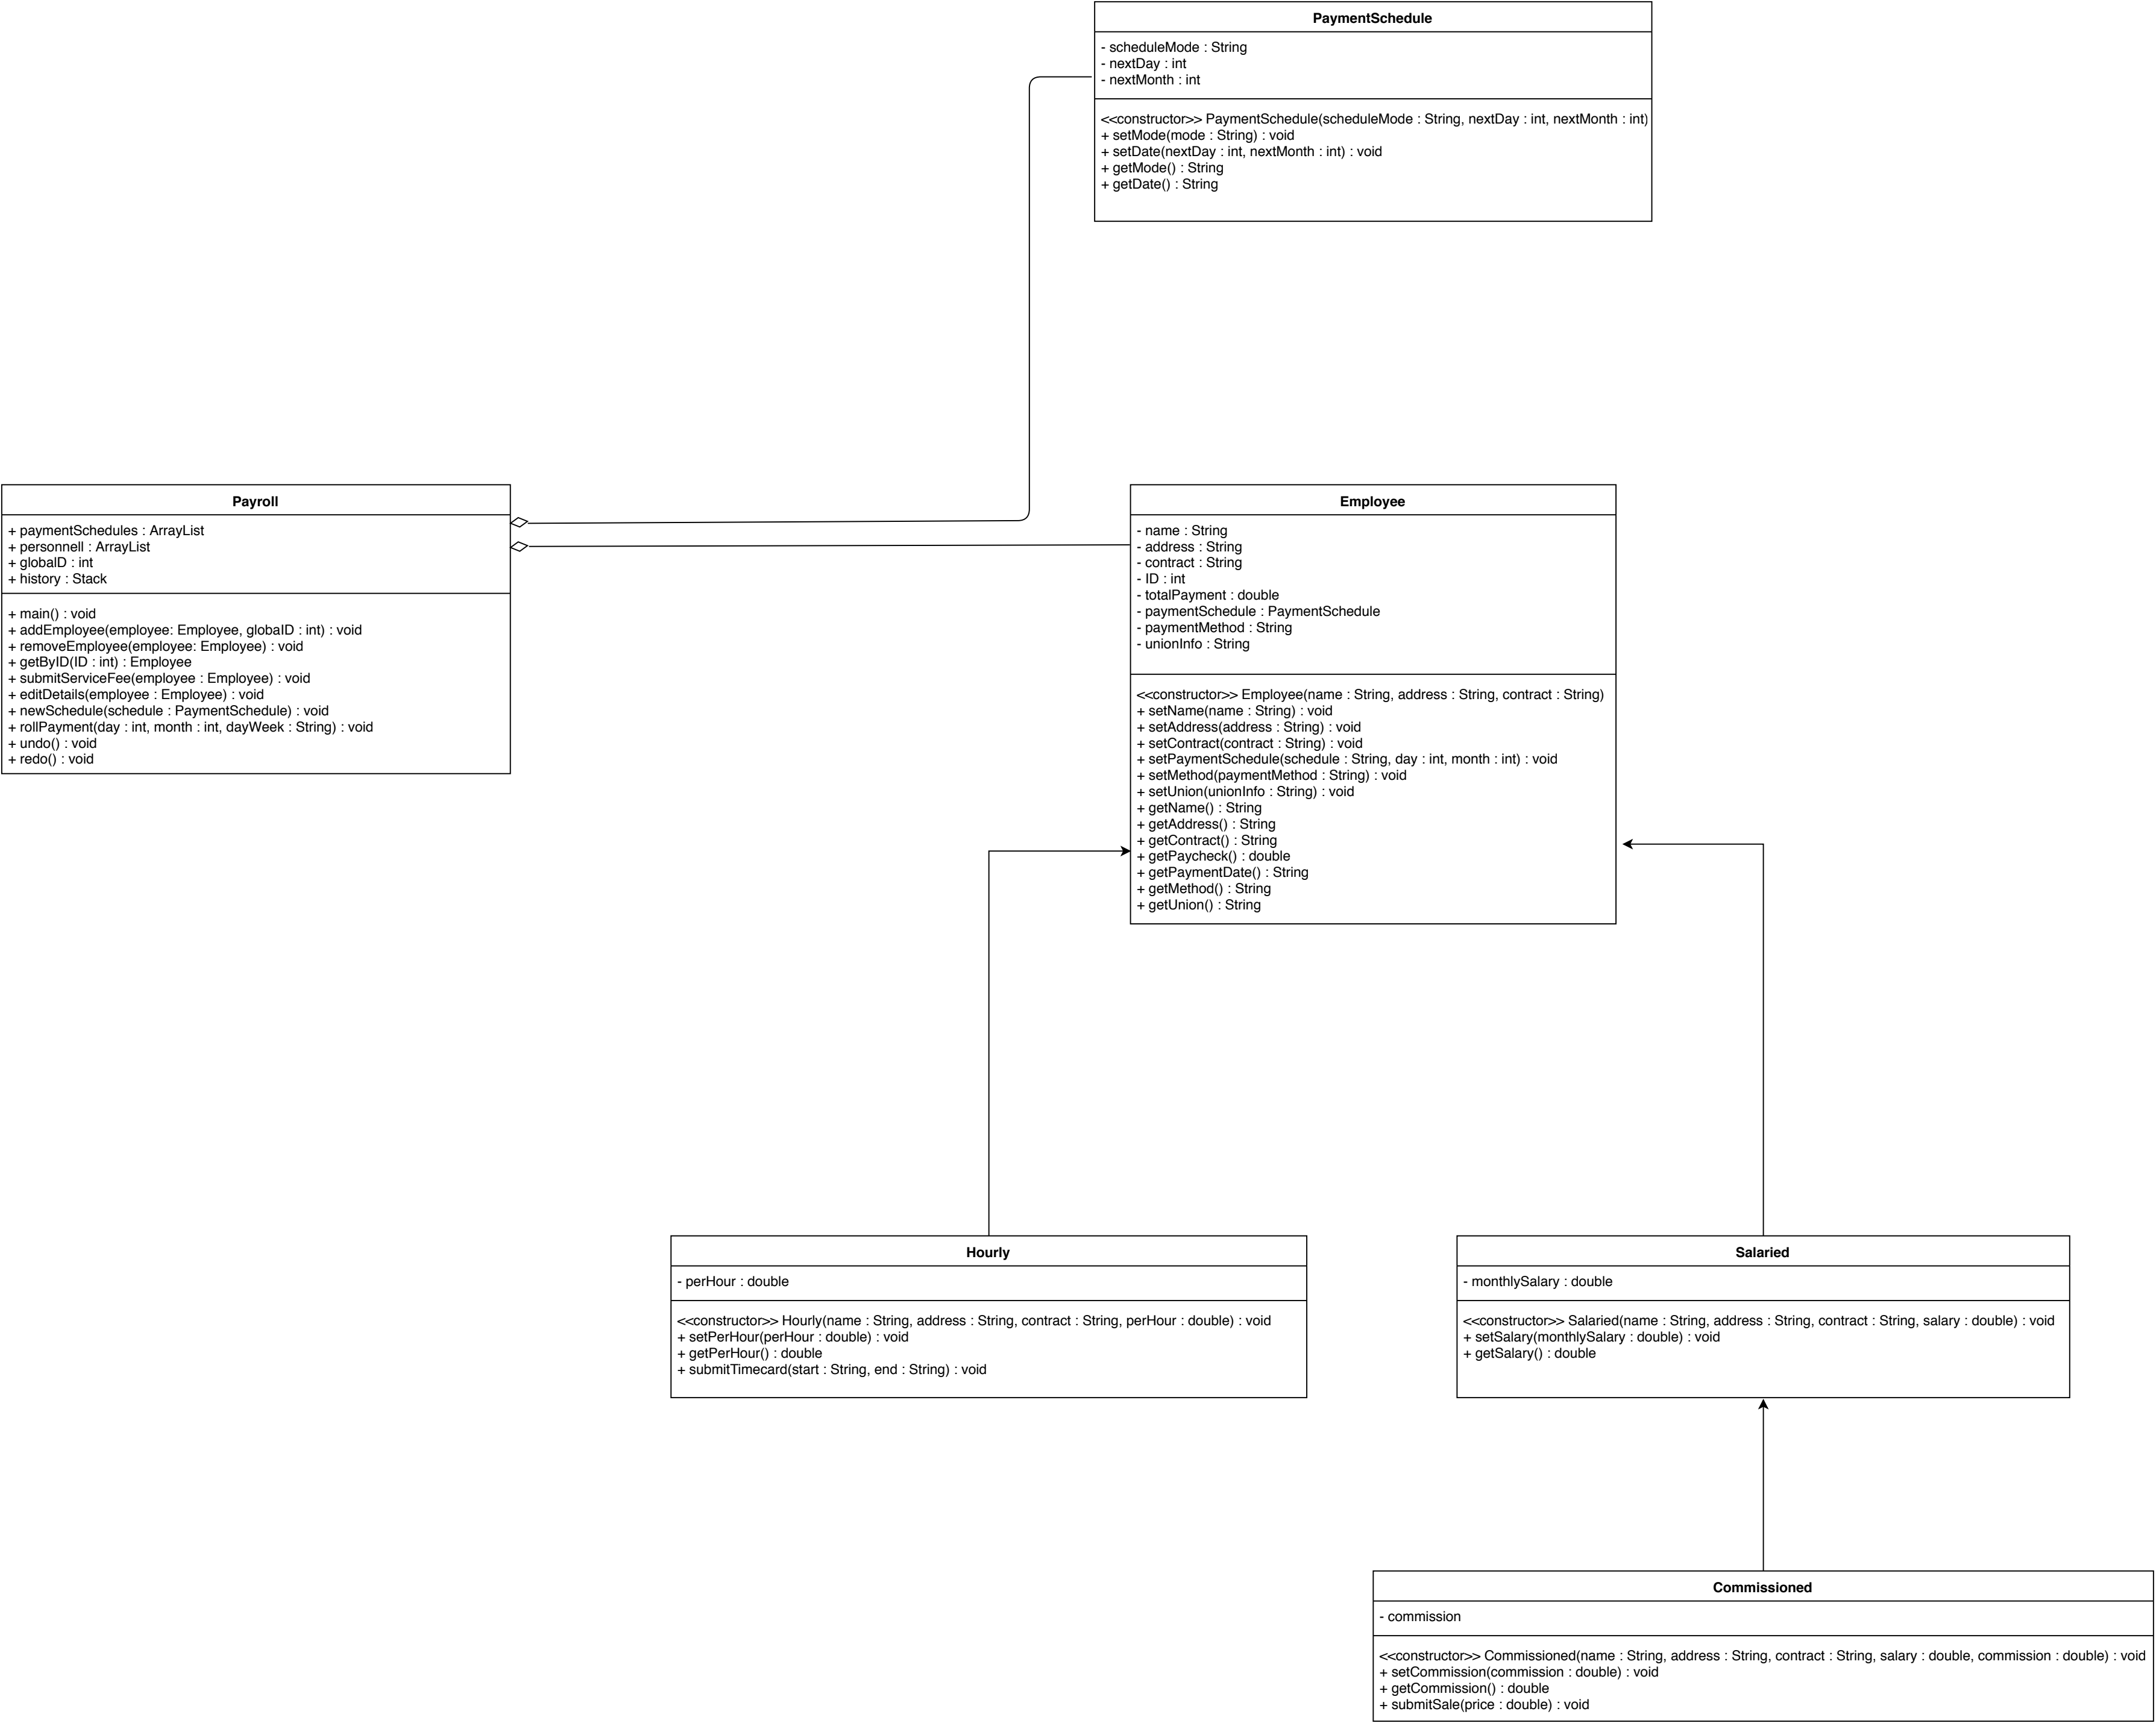 PaymentSchedule
- scheduleMode : String
- nextDay : int
- nextMonth : int
<<constructor>> PaymentSchedule(scheduleMode : String, nextDay : int, nextMonth : int)
+ setMode(mode : String) : void
+ setDate(nextDay : int, nextMonth : int) : void
+ getMode() : String
+ getDate() : String
Payroll
+ paymentSchedules : ArrayList
+ personnell : ArrayList
+ globalD : int
+ history : Stack
+ main() : void
+ addEmployee(employee: Employee, globaID : int) : void
+ removeEmployee(employee: Employee) : void
+ getByID(ID : int) : Employee
+ submitServiceFee(employee : Employee) : void
+ editDetails(employee : Employee) : void
+ newSchedule(schedule : PaymentSchedule) : void
+ rollPayment(day : int, month : int, dayWeek : String) : void
+ undo() : void
+ redo() : void
Employee
- name : String
- address : String
- contract : String
- ID : int
- totalPayment : double
- paymentSchedule : PaymentSchedule
- paymentMethod : String
- unionInfo : String
<<constructor>> Employee(name : String, address : String, contract : String)
+ setName(name : String) : void
+ setAddress(address : String) : void
+ setContract(contract : String) : void
+ setPaymentSchedule(schedule : String, day : int, month : int) : void
+ setMethod(paymentMethod : String) : void
+ setUnion(unionInfo : String) : void
+ getName() : String
+ getAddress() : String
+ getContract() : String
+ getPaycheck() : double
+ getPaymentDate() : String
+ getMethod() : String
+ getUnion() : String
Hourly
- perHour : double
<<constructor>> Hourly(name : String, address : String, contract : String, perHour : double) : void
+ setPerHour(perHour : double) : void
+ getPerHour() : double
+ submitTimecard(start : String, end : String) : void
Salaried
- monthlySalary : double
<<constructor>> Salaried(name : String, address : String, contract : String, salary : double) : void
+ setSalary(monthlySalary : double) : void
+ getSalary() : double
Commissioned
- commission
<<constructor>> Commissioned(name : String, address : String, contract : String, salary : double, commission : double) : void
+ setCommission(commission : double) : void
+ getCommission() : double
+ submitSale(price : double) : void